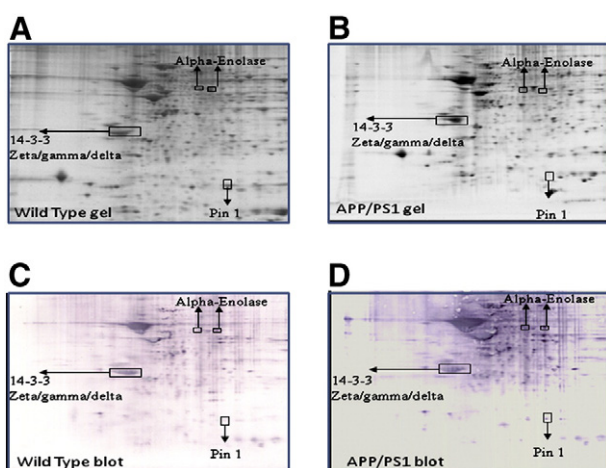 A
Alpha-Enolase
14-3-3
Zeta/gamma/delta
Wild Type gel
Pin 1
B
Alpha-Enolase
14-3-3
Zeta/gamma/delta
APP/PS1 gel
Pin 1
C
Alpha-Enolase
14-3-3
Zeta/gamma/delta
Wild Type blot
Pin 1
D
Alpha-Enolase
14-3-3
Zeta/gamma/delta
APP/PS1 blot
Pin 1